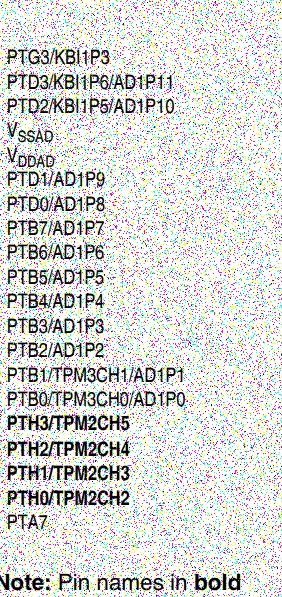 PTG3/KBI1P3
PTD3/KBI1P6/AD1P11
PTD2/KBI1P5/AD1P10
VSSAD
VDDAD
PTD1/AD1P9
PTD0/AD1P8
PTB7/AD1P7
PTB6/AD1P6
PTB5/AD1P5
PTB4/AD1P4
PTB3/AD1P3
PTB2/AD1P2
PTB1/TPM3CH1/AD1P1
PTB0/TPM3CH0/AD1P0
PTH3/TPM2CH5
PTH2/TPM2CH4
PTH1/TPM2CH3
PTH0/TPM2CH2
PTA7
Note: Pin names in bold